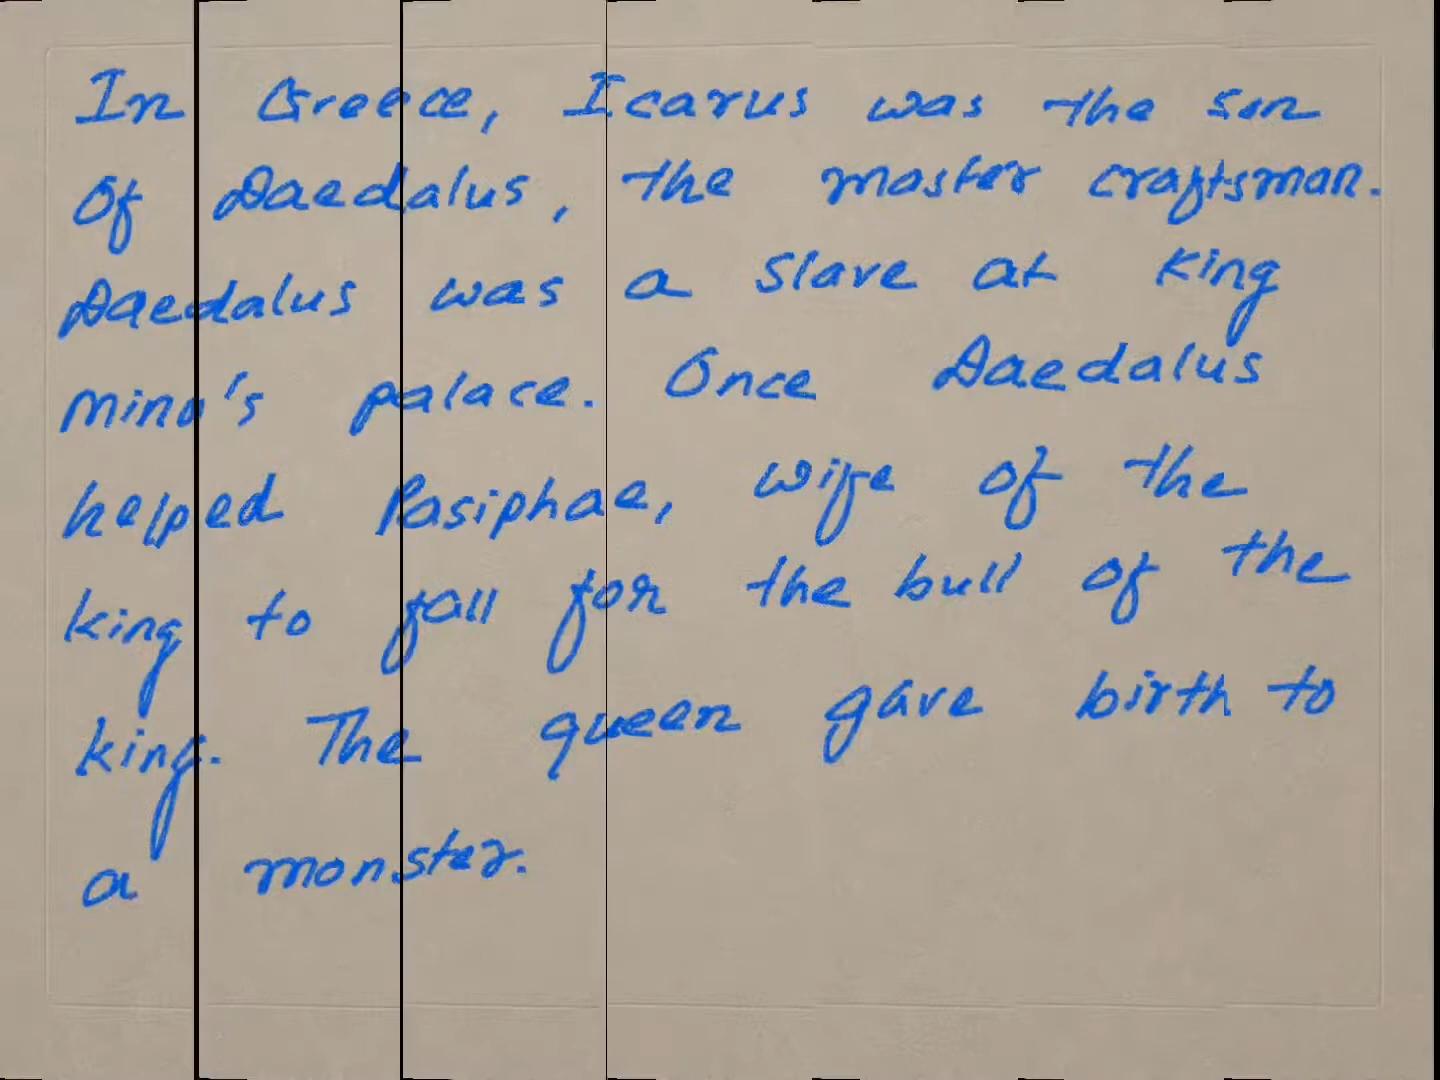 In Greece, Icarus was the son
Of Daedalus, the master craftsman.
Daedalus was a slave at King
Mino's palace. Once Daedalus
helped Pasiphae, wife of the
king to fall for the bull of the
king. The queen gave birth to
a monster.